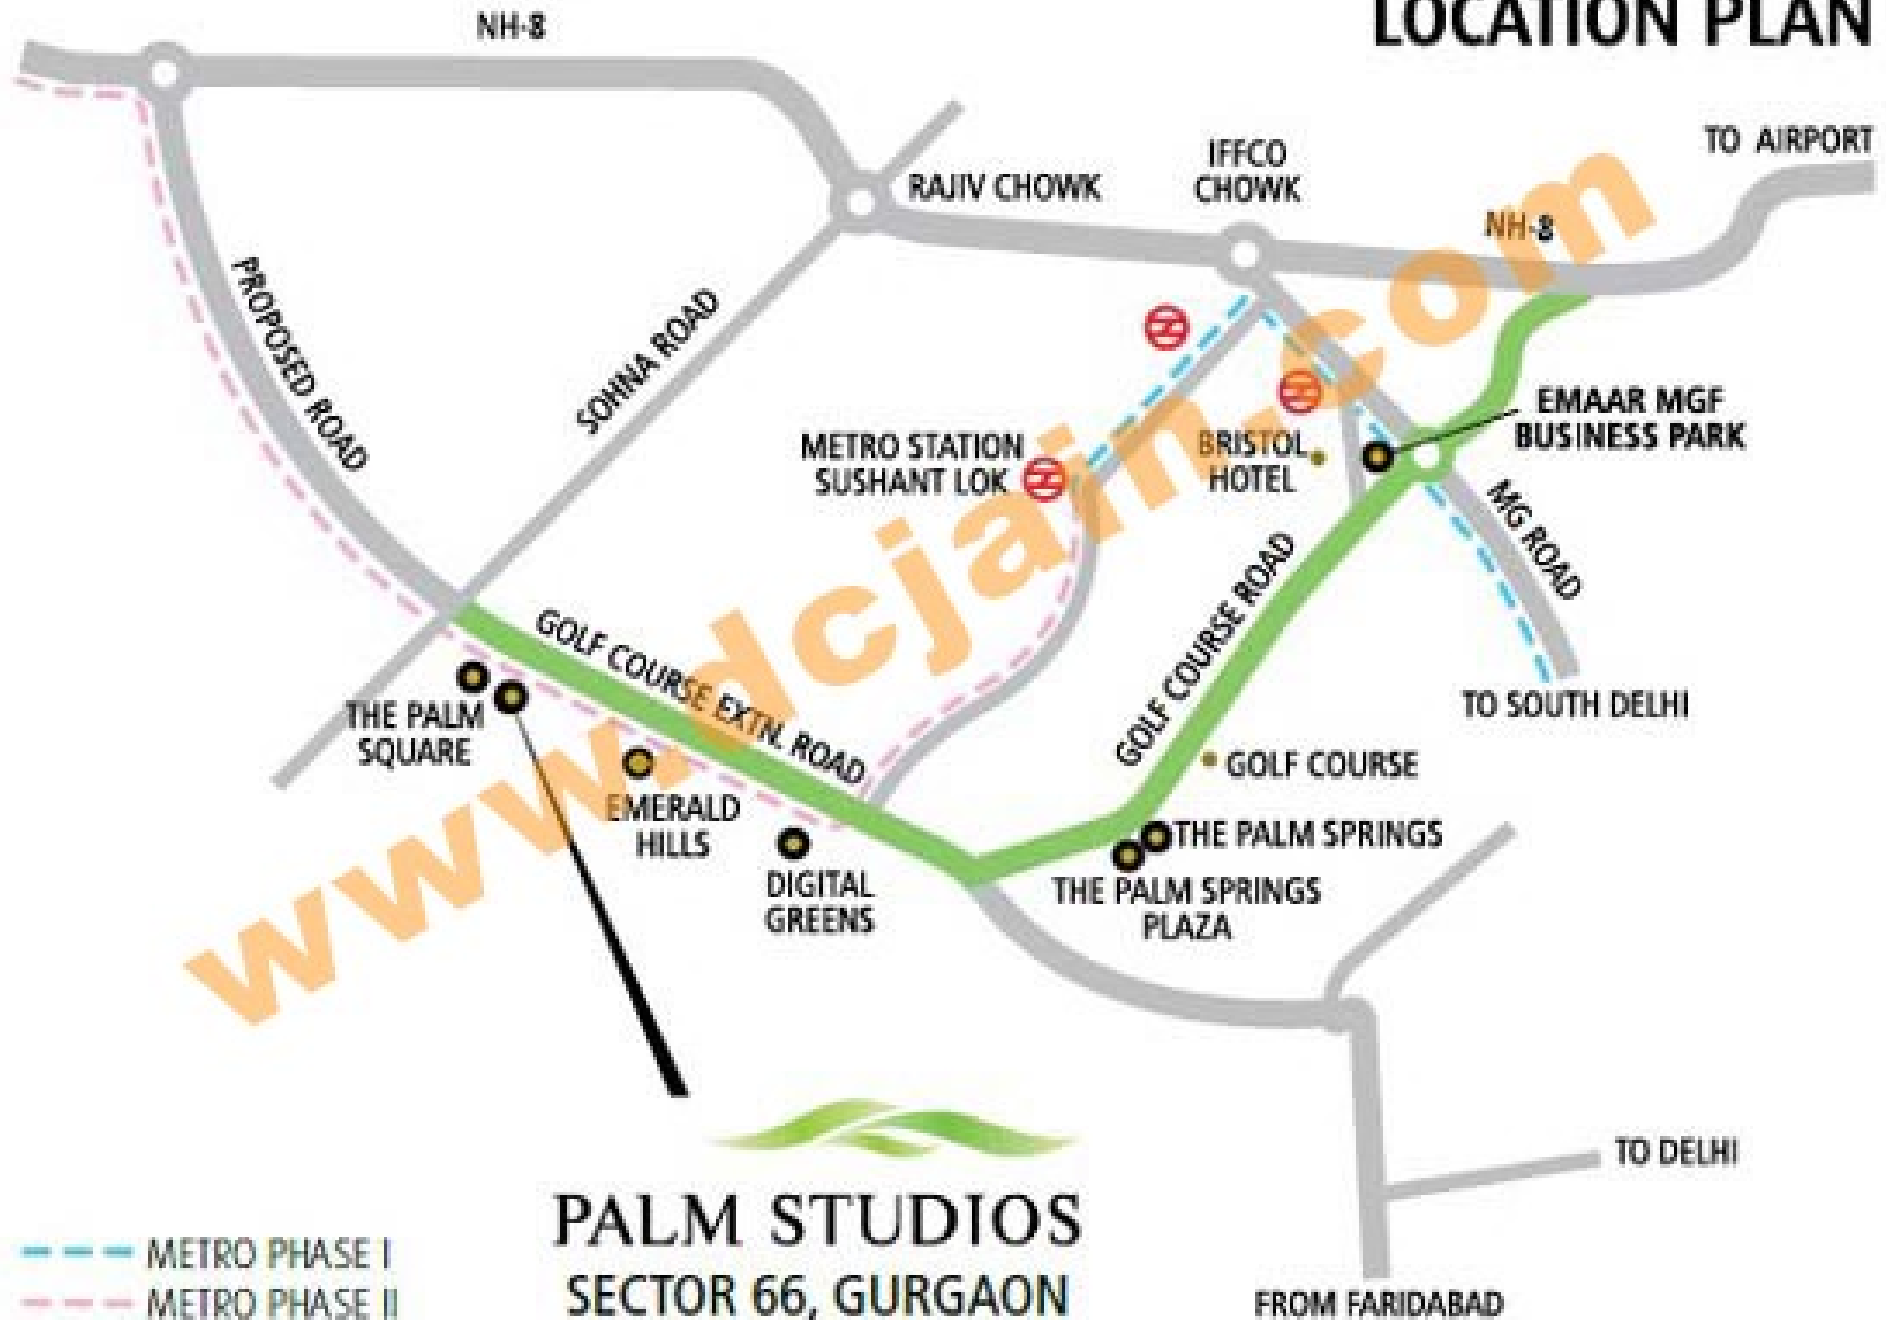 LOCATION PLAN
NH-8
TO AIRPORT
IFFCO
CHOWK
RAJIV CHOWK
NH-8
PROPOSED ROAD
SOHNA ROAD
EMAAR MGF
BUSINESS PARK
METRO STATION
SUSHANT LOK
BRISTOL
HOTEL
MG ROAD
GOLF COURSE ROAD
GOLF COURSE EXTN. ROAD
TO SOUTH DELHI
THE PALM
SQUARE
GOLF COURSE
EMERALD
HILLS
THE PALM SPRINGS
DIGITAL
GREENS
THE PALM SPRINGS
PLAZA
www.dcjain.com
TO DELHI
PALM STUDIOS
SECTOR 66, GURGAON
METRO PHASE I
METRO PHASE II
FROM FARIDABAD